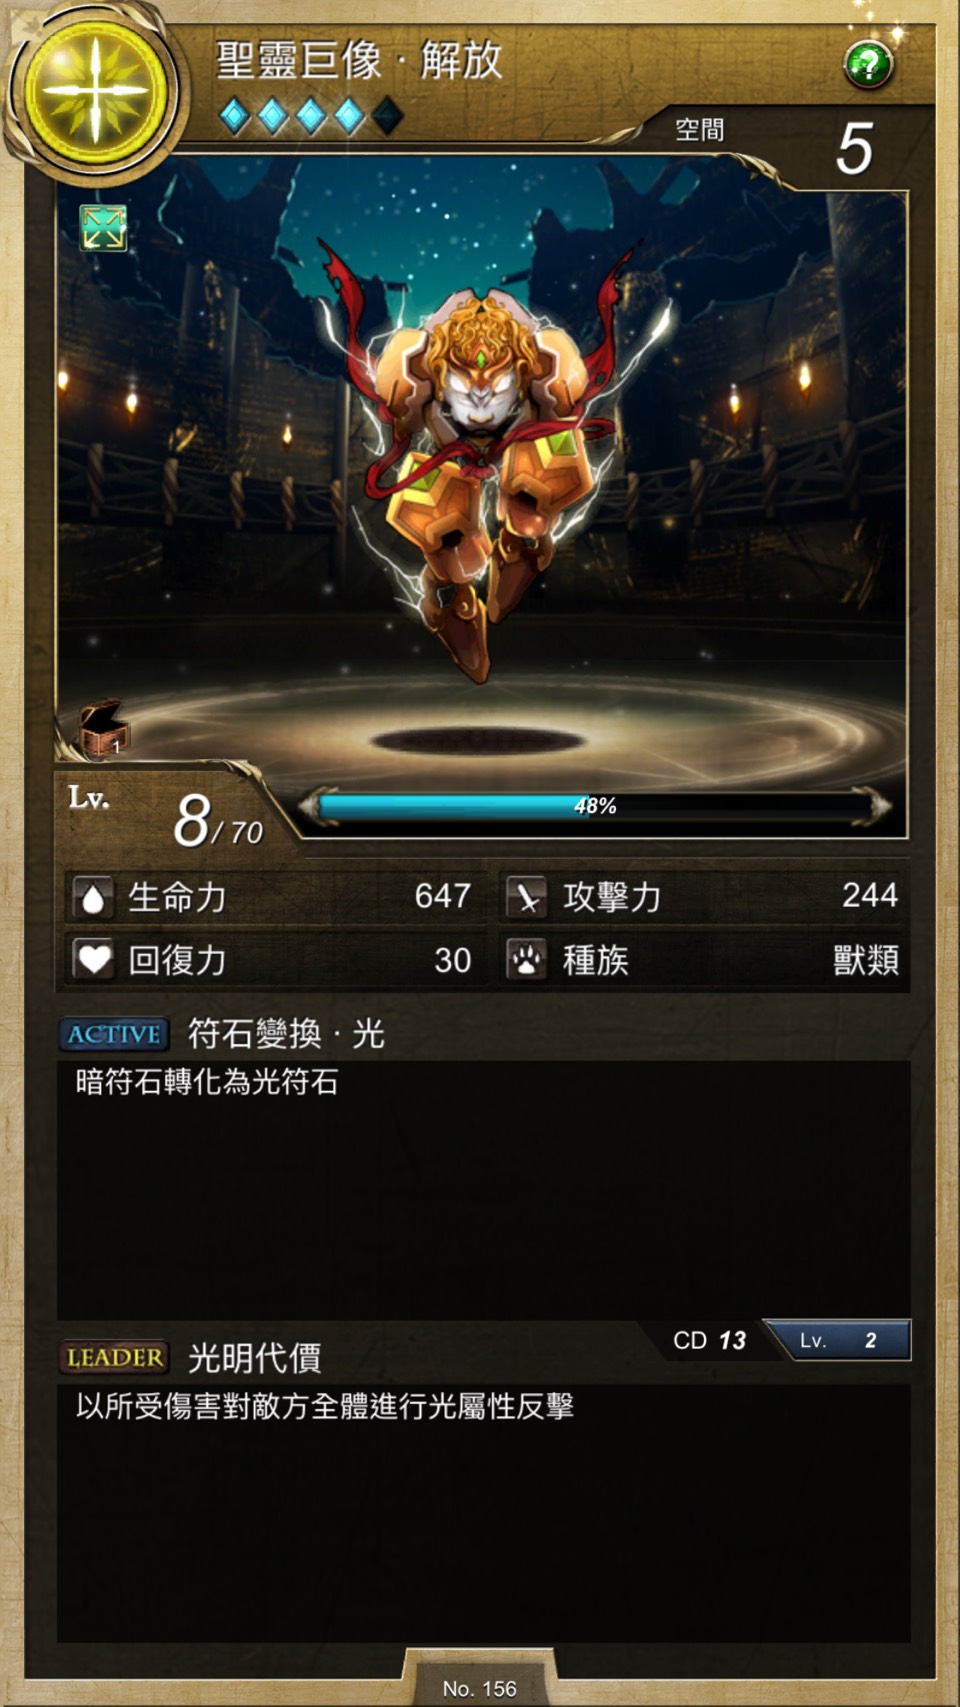 聖靈巨像 · 解放
空間 5
1
Lv. 8/ 70
48%
生命力 647 攻擊力 244
回復力 30 種族 獸類
ACTIVE 符石變換 · 光
暗符石轉化為光符石
CD 13 Lv. 2
LEADER 光明代價
以所受傷害對敵方全體進行光屬性反擊
No. 156